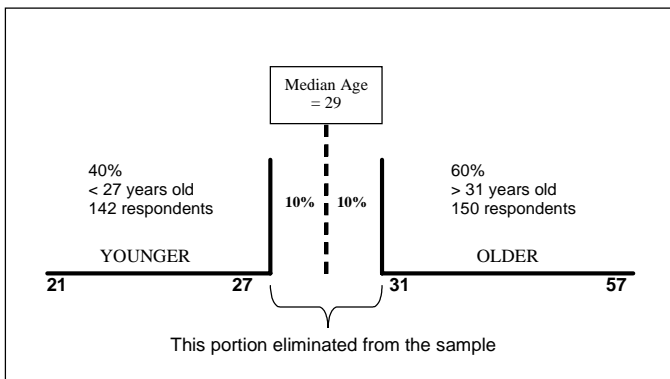 Median Age
= 29
40%
< 27 years old
142 respondents
10%
10%
60%
> 31 years old
150 respondents
YOUNGER
OLDER
21
27
31
57
This portion eliminated from the sample